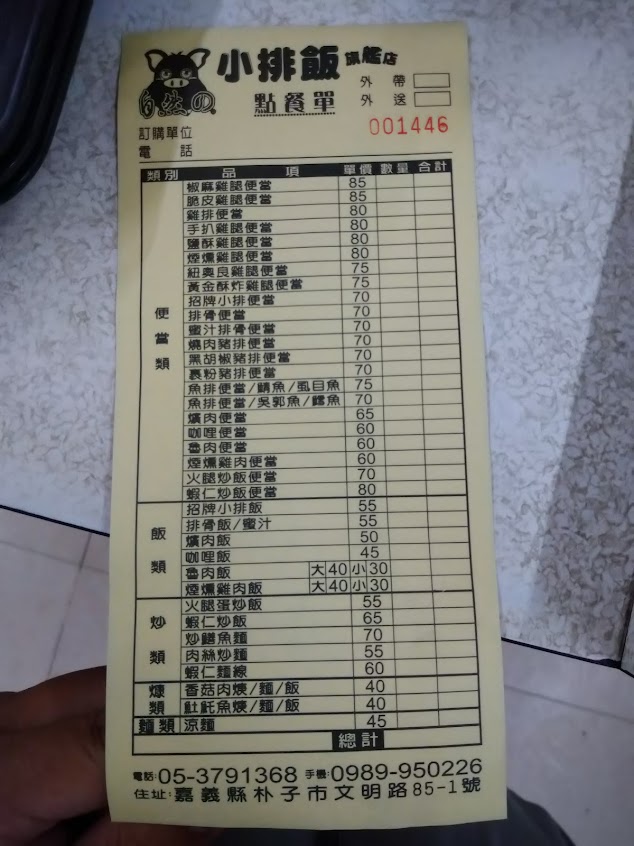 自然の
小排飯 旗艦店
點餐單
外帶
外送
訂購單位
001446
電話
類別 品項 單價 數量 合計
便當類
椒麻雞腿便當 85
脆皮雞腿便當 85
雞排便當 80
手扒雞腿便當 80
鹽酥雞腿便當 80
煙燻雞腿便當 80
紐奧良雞腿便當 75
黃金酥炸雞腿便當 75
招牌小排便當 70
排骨便當 70
蜜汁排骨便當 70
燒肉豬排便當 70
黑胡椒豬排便當 70
裹粉豬排便當 70
魚排便當/鯖魚/虱目魚 75
魚排便當/吳郭魚/鱈魚 70
爌肉便當 65
咖哩便當 60
魯肉便當 60
煙燻雞肉便當 60
火腿炒飯便當 70
蝦仁炒飯便當 80
飯類
招牌小排飯 55
排骨飯/蜜汁 55
爌肉飯 50
咖哩飯 45
魯肉飯 大 40 小 30
煙燻雞肉飯 大 40 小 30
炒類
火腿蛋炒飯 55
蝦仁炒飯 65
炒鱔魚麵 70
肉絲炒麵 55
蝦仁麵線 60
焿類
香菇肉焿/麵/飯 40
𩵚魠魚焿/麵/飯 40
麵類 涼麵 45
總計
電話:05-3791368 手機:0989-950226
住址:嘉義縣朴子市文明路85-1號